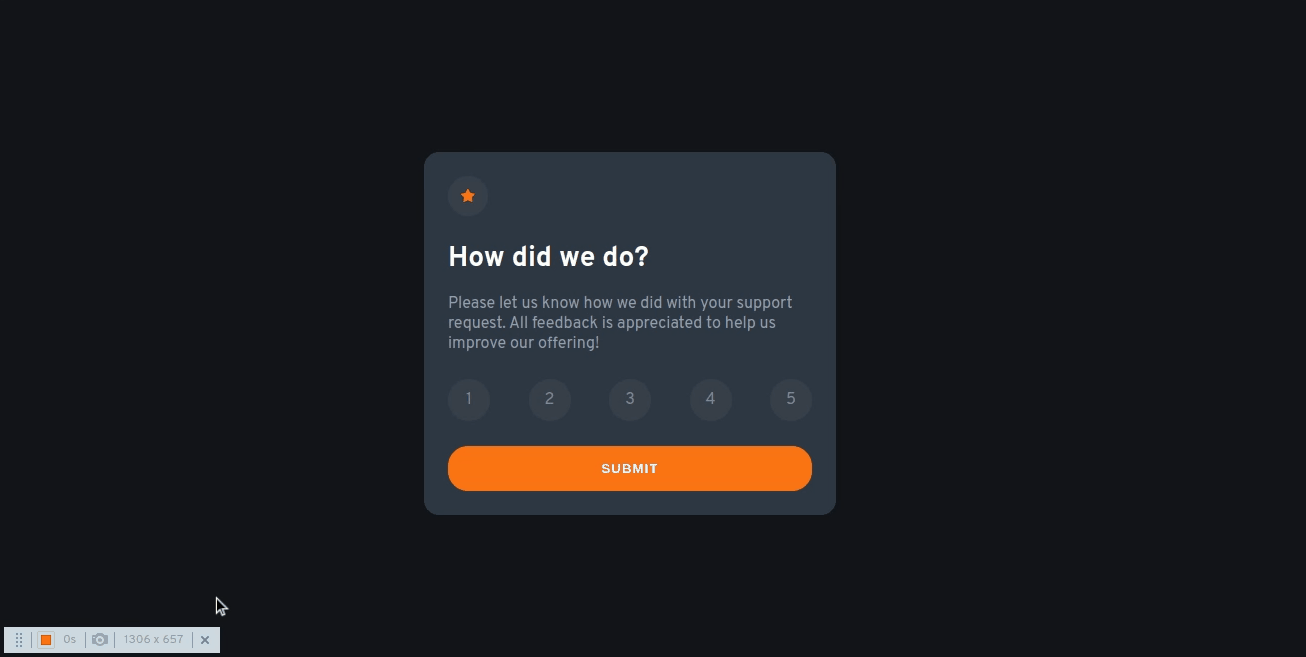 How did we do?
Please let us know how we did with your support
request. All feedback is appreciated to help us
improve our offering!
1 2 3 4 5
SUBMIT
0s 1306 x 657